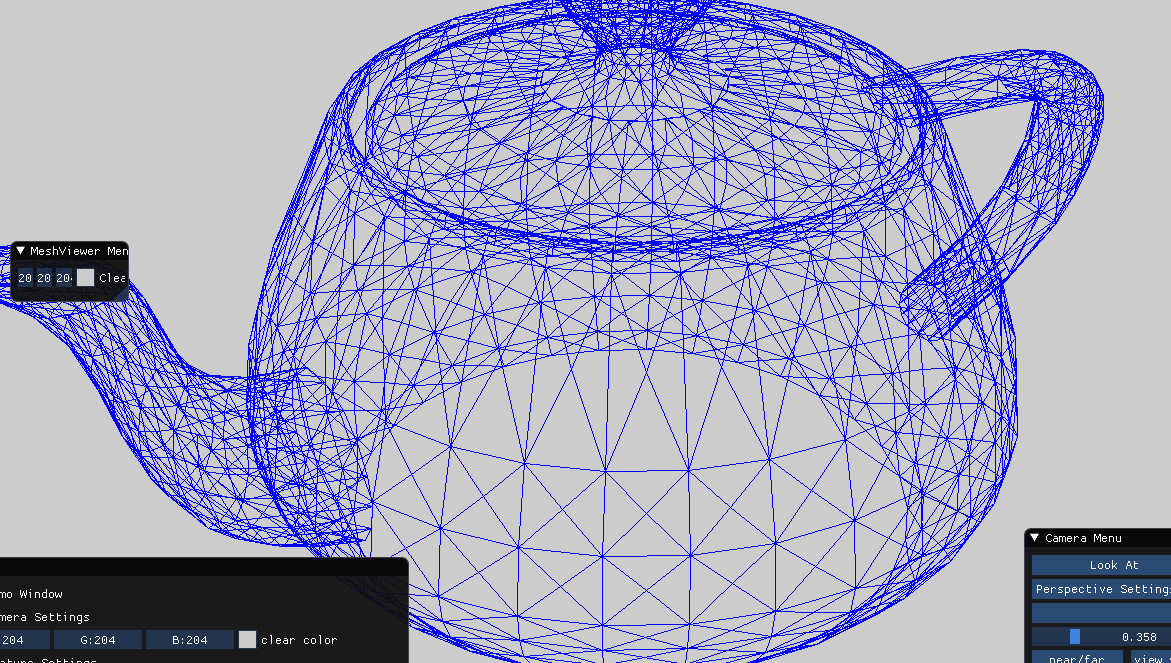 MeshViewer Men
20 20 20 Clea
mo Window
mera Settings
204 G:204 B:204 clear color
Camera Menu
Look At
Perspective Settings
0.358
near/far view